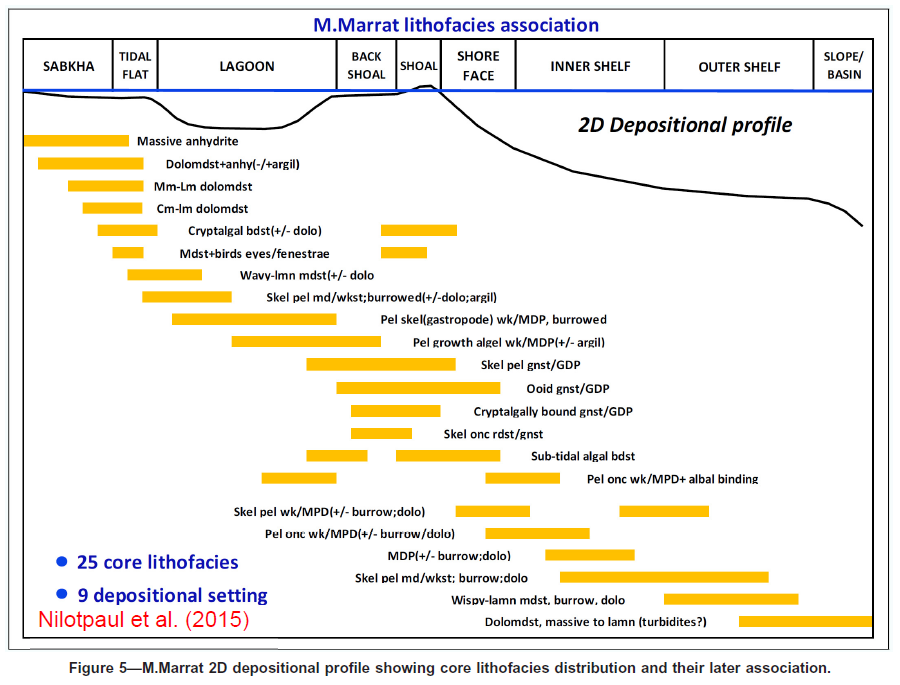 M.Marrat lithofacies association
SABKHA
TIDAL
FLAT
LAGOON
BACK
SHOAL
SHOAL
SHORE
FACE
INNER SHELF
OUTER SHELF
SLOPE/
BASIN
2D Depositional profile
Massive anhydrite
Dolomdst+anhy(-/+argil)
Mm-Lm dolomdst
Cm-lm dolomdst
Cryptalgal bdst(+/- dolo)
Mdst+birds eyes/fenestrae
Wavy-lmn mdst(+/- dolo
Skel pel md/wkst;burrowed(+/-dolo;argil)
Pel skel(gastropode) wk/MDP, burrowed
Pel growth algel wk/MDP(+/- argil)
Skel pel gnst/GDP
Ooid gnst/GDP
Cryptalgally bound gnst/GDP
Skel onc rdst/gnst
Sub-tidal algal bdst
Pel onc wk/MPD+ albal binding
Skel pel wk/MPD(+/- burrow;dolo)
Pel onc wk/MPD(+/- burrow/dolo)
MDP(+/- burrow;dolo)
Skel pel md/wkst; burrow;dolo
Wispy-lamn mdst, burrow, dolo
Dolomdst, massive to lamn (turbidites?)
• 25 core lithofacies
• 9 depositional setting
Nilotpaul et al. (2015)
Figure 5—M.Marrat 2D depositional profile showing core lithofacies distribution and their later association.